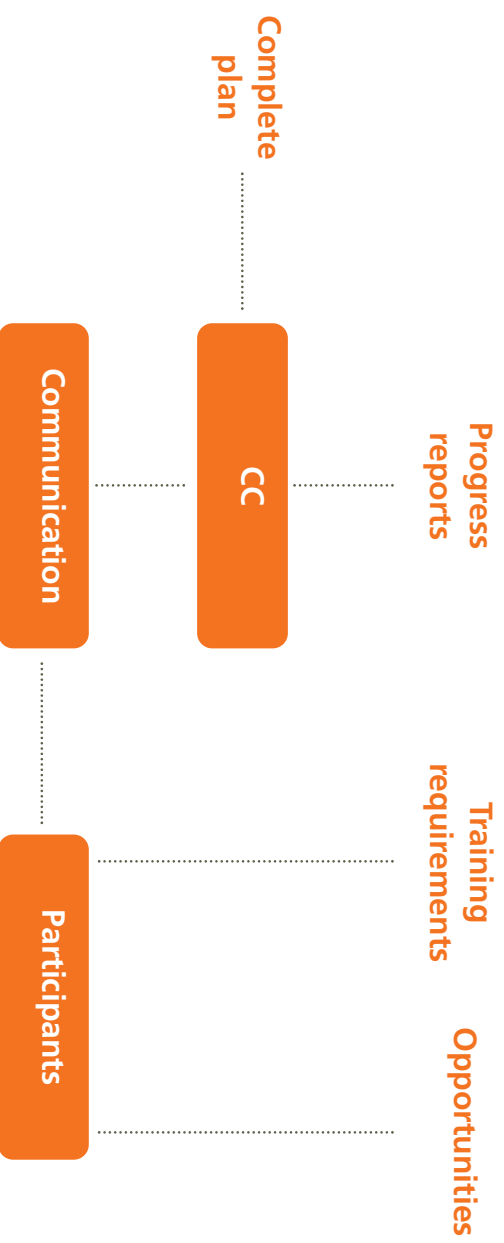 Progress
reports
Training
requirements
Opportunities
Complete
plan
CC
Communication
Participants